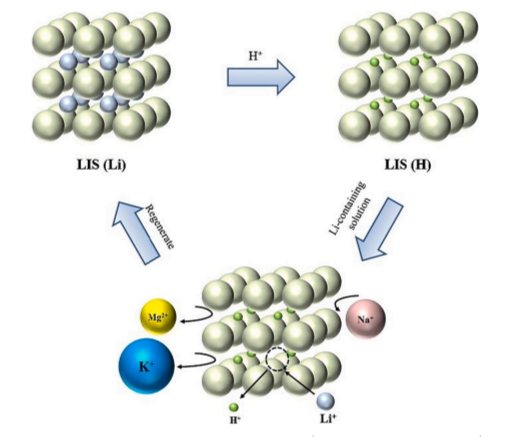 H⁺
LIS (Li)
LIS (H)
Regenerate
Li-containing
solution
Mg²⁺
Na⁺
K⁺
H⁺
Li⁺